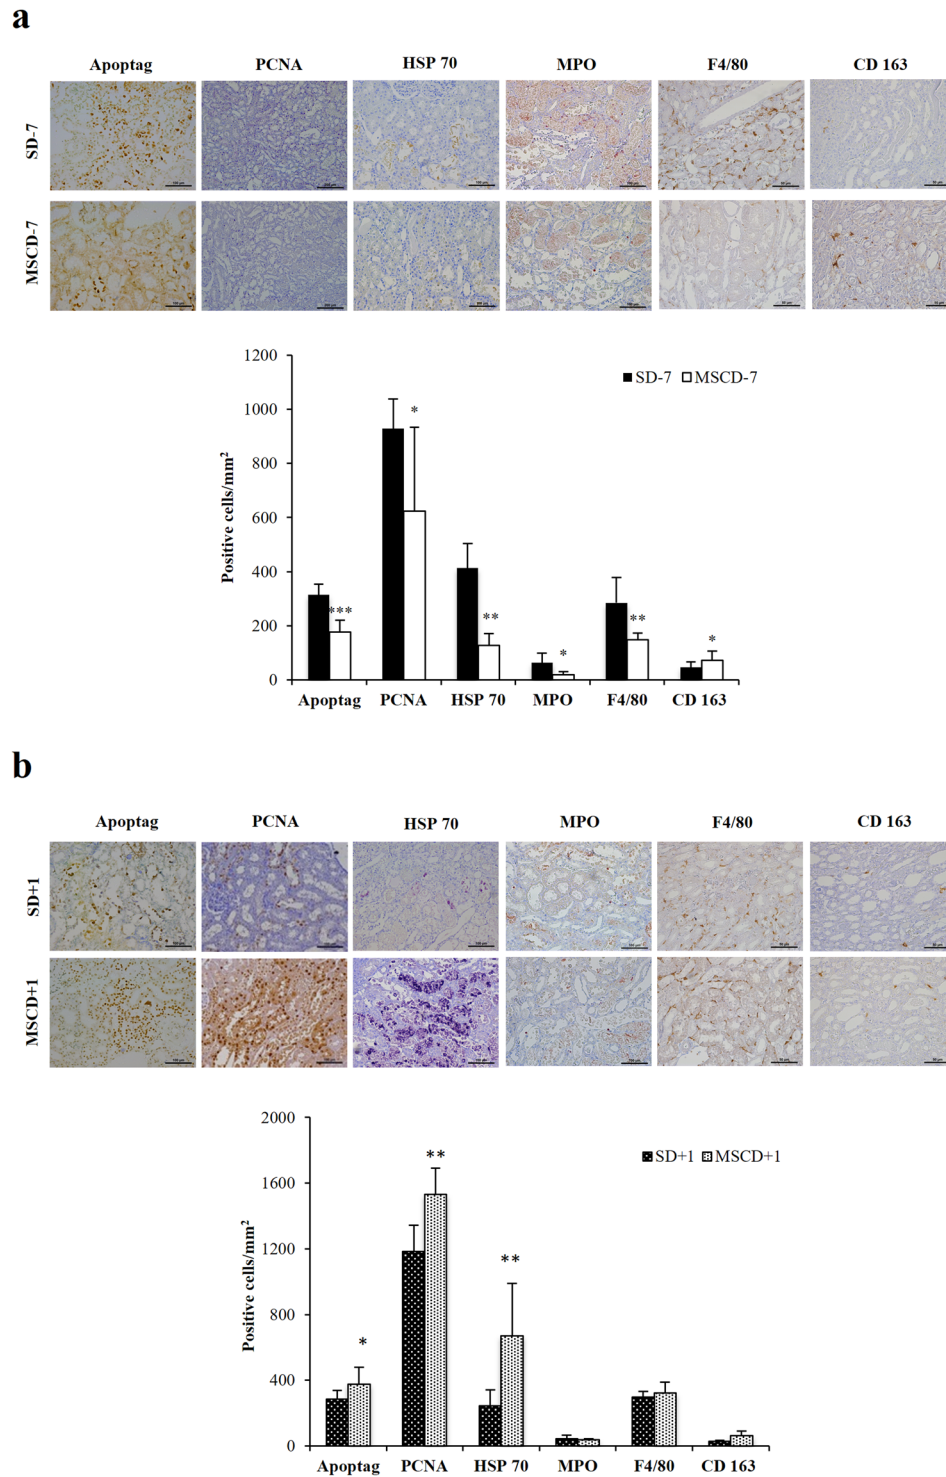 a
Apoptag PCNA HSP 70 MPO F4/80 CD 163
SD-7
MSCD-7
1200
1000
800
600
400
200
0
Positive cells/mm²
SD-7 MSCD-7
*** * ** * ** *
Apoptag PCNA HSP 70 MPO F4/80 CD 163
b
Apoptag PCNA HSP 70 MPO F4/80 CD 163
SD+1
MSCD+1
2000
1600
1200
800
400
0
Positive cells/mm²
SD+1 MSCD+1
* ** **
Apoptag PCNA HSP 70 MPO F4/80 CD 163